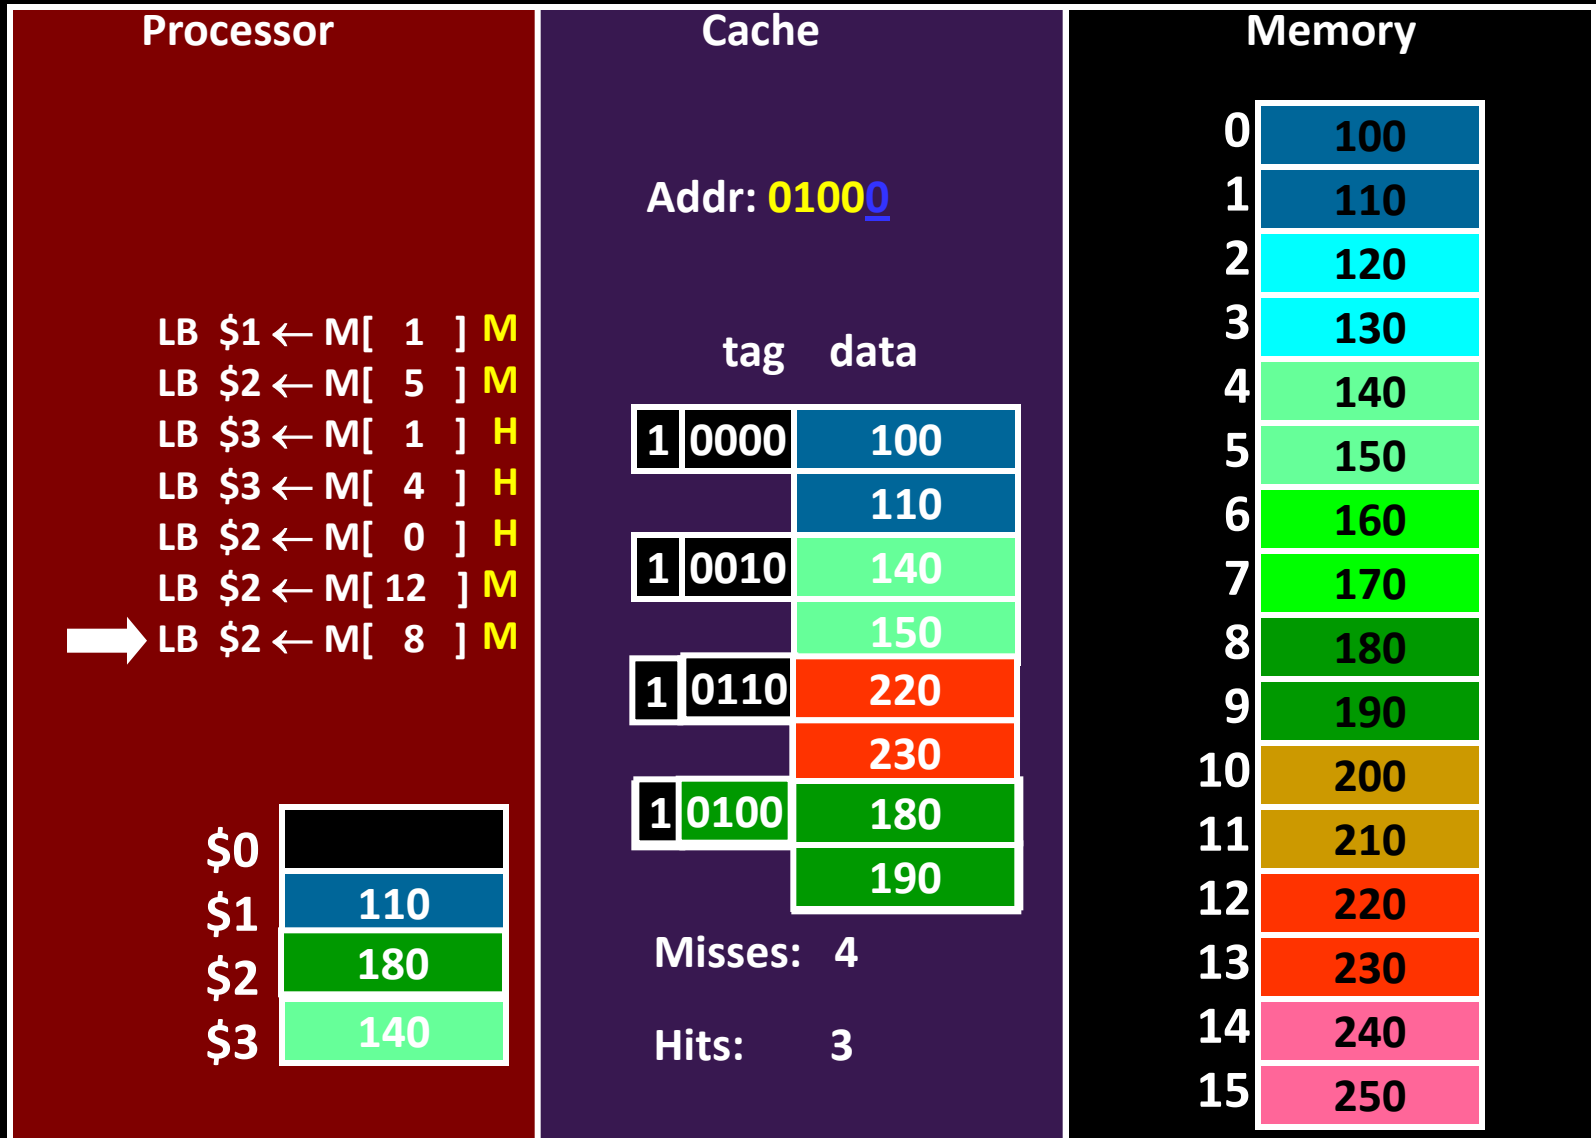 Processor
LB $1 ← M[ 1 ] M
LB $2 ← M[ 5 ] M
LB $3 ← M[ 1 ] H
LB $3 ← M[ 4 ] H
LB $2 ← M[ 0 ] H
LB $2 ← M[ 12 ] M
LB $2 ← M[ 8 ] M
$0
$1 110
$2 180
$3 140
Cache
Addr: 01000
tag data
1 0000 100
110
1 0010 140
150
1 0110 220
230
1 0100 180
190
Misses: 4
Hits: 3
Memory
0 100
1 110
2 120
3 130
4 140
5 150
6 160
7 170
8 180
9 190
10 200
11 210
12 220
13 230
14 240
15 250